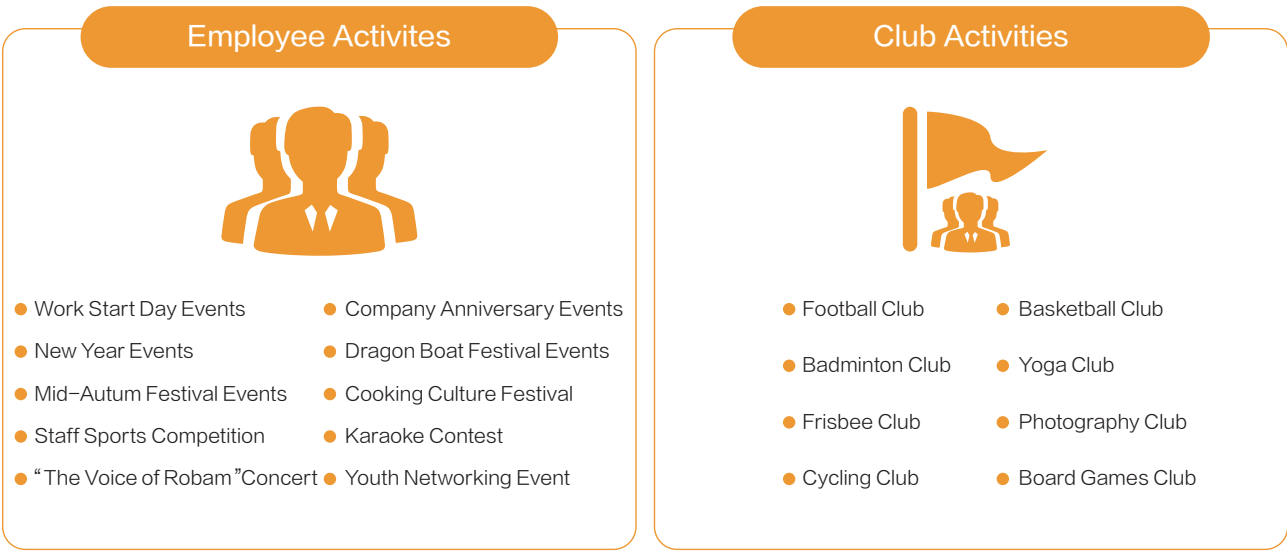 Employee Activites
Work Start Day Events
New Year Events
Mid-Autum Festival Events
Staff Sports Competition
“The Voice of Robam”Concert
Company Anniversary Events
Dragon Boat Festival Events
Cooking Culture Festival
Karaoke Contest
Youth Networking Event
Club Activities
Football Club
Badminton Club
Frisbee Club
Cycling Club
Basketball Club
Yoga Club
Photography Club
Board Games Club